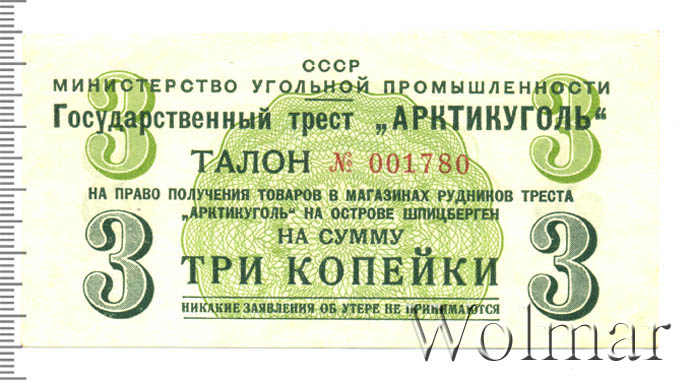 СССР
МИНИСТЕРСТВО УГОЛЬНОЙ ПРОМЫШЛЕННОСТИ
Государственный трест „АРКТИКУГОЛЬ“
3 3
ТАЛОН № 001780
НА ПРАВО ПОЛУЧЕНИЯ ТОВАРОВ В МАГАЗИНАХ РУДНИКОВ ТРЕСТА
„АРКТИКУГОЛЬ“ НА ОСТРОВЕ ШПИЦБЕРГЕН
НА СУММУ
3 ТРИ КОПЕЙКИ 3
НИКАКИЕ ЗАЯВЛЕНИЯ ОБ УТЕРЕ НЕ ПРИНИМАЮТСЯ
Wolmar